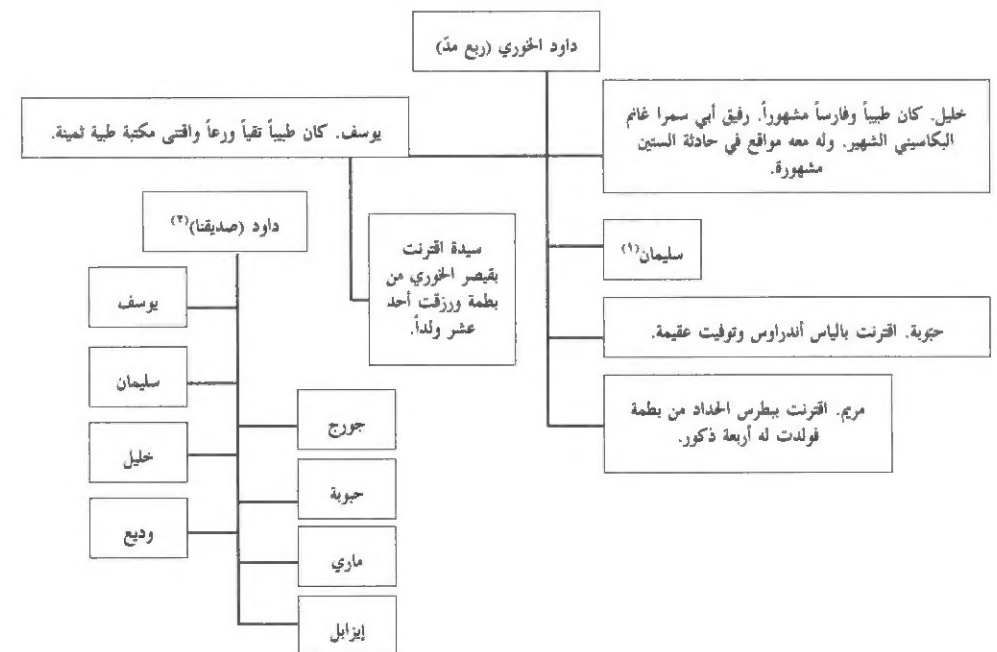 داود الخوري (ربع مدّ)
خليل. كان طبيباً وفارساً مشهوراً. رفيق أبي سمرا غانم
البكاسيني الشهير. وله معه مواقع في حادثة الستين
مشهورة.
يوسف. كان طبيباً تقياً ورعاً واقتنى مكتبة طبية ثمينة.
سليمان(١)
حبّوبة. اقترنت بالياس أندراوس وتوفيت عقيمة.
مريم. اقترنت ببطرس الحداد من بطمة
فولدت له أربعة ذكور.
سيدة اقترنت
بقيصر الخوري من
بطمة ورزقت أحد
عشر ولداً.
داود (صديقنا)(٢)
يوسف
سليمان
خليل
وديع
جورج
حبوبة
ماري
إيزابل